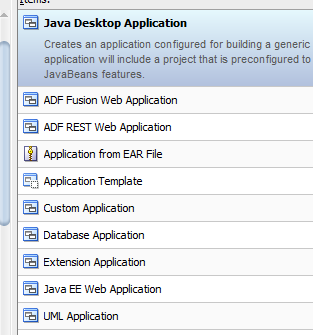 Items:
Java Desktop Application
Creates an application configured for building a generic
application will include a project that is preconfigured to
JavaBeans features.
ADF Fusion Web Application
ADF REST Web Application
Application from EAR File
Application Template
Custom Application
Database Application
Extension Application
Java EE Web Application
UML Application